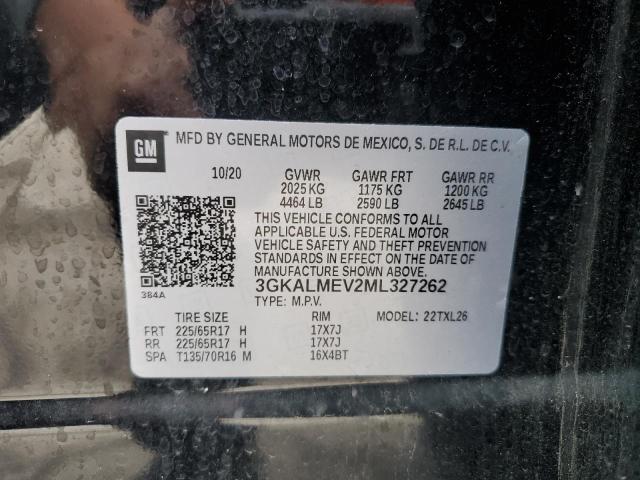 GM
MFD BY GENERAL MOTORS DE MEXICO, S. DE R.L. DE C.V.
10/20 GVWR GAWR FRT GAWR RR
2025 KG 1175 KG 1200 KG
4464 LB 2590 LB 2645 LB
THIS VEHICLE CONFORMS TO ALL
APPLICABLE U.S. FEDERAL MOTOR
VEHICLE SAFETY AND THEFT PREVENTION
STANDARDS IN EFFECT ON THE DATE OF
MANUFACTURE SHOWN ABOVE.
384A
3GKALMEV2ML327262
TYPE: M.P.V. MODEL: 22TXL26
TIRE SIZE RIM
FRT 225/65R17 H 17X7J
RR 225/65R17 H 17X7J
SPA T135/70R16 M 16X4BT